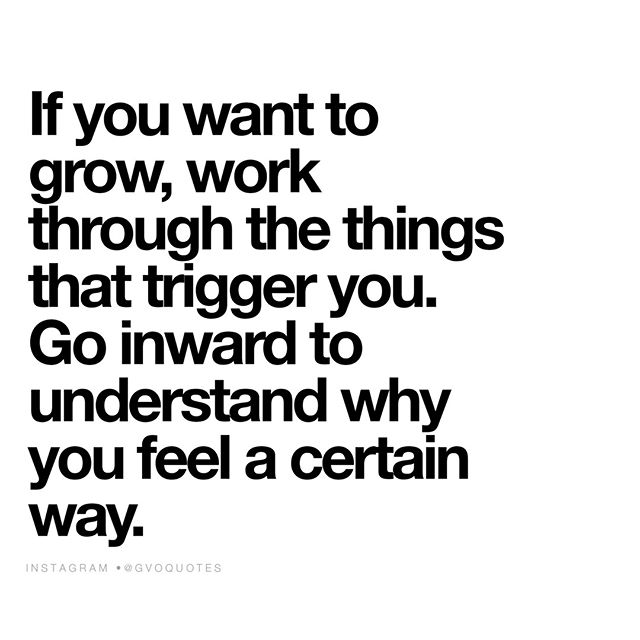 If you want to
grow, work
through the things
that trigger you.
Go inward to
understand why
you feel a certain
way.
INSTAGRAM •@GVOQUOTES